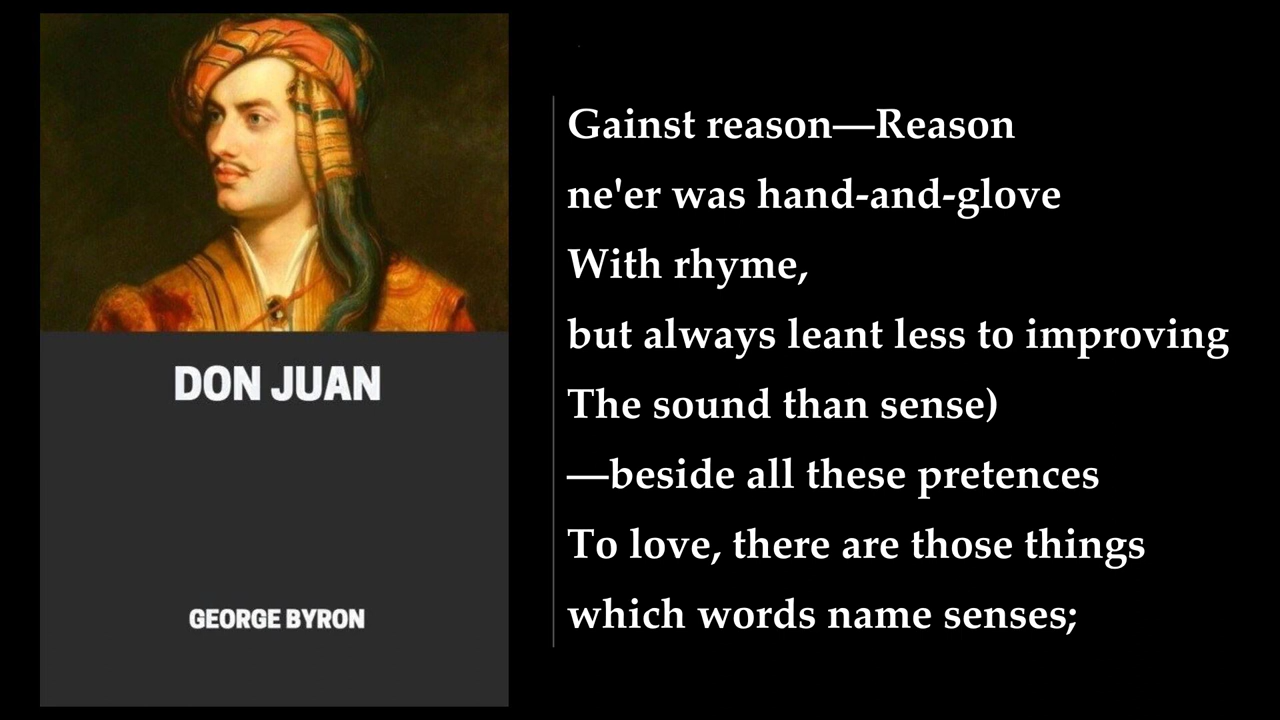 DON JUAN
GEORGE BYRON
Gainst reason—Reason
ne'er was hand-and-glove
With rhyme,
but always leant less to improving
The sound than sense)
—beside all these pretences
To love, there are those things
which words name senses;